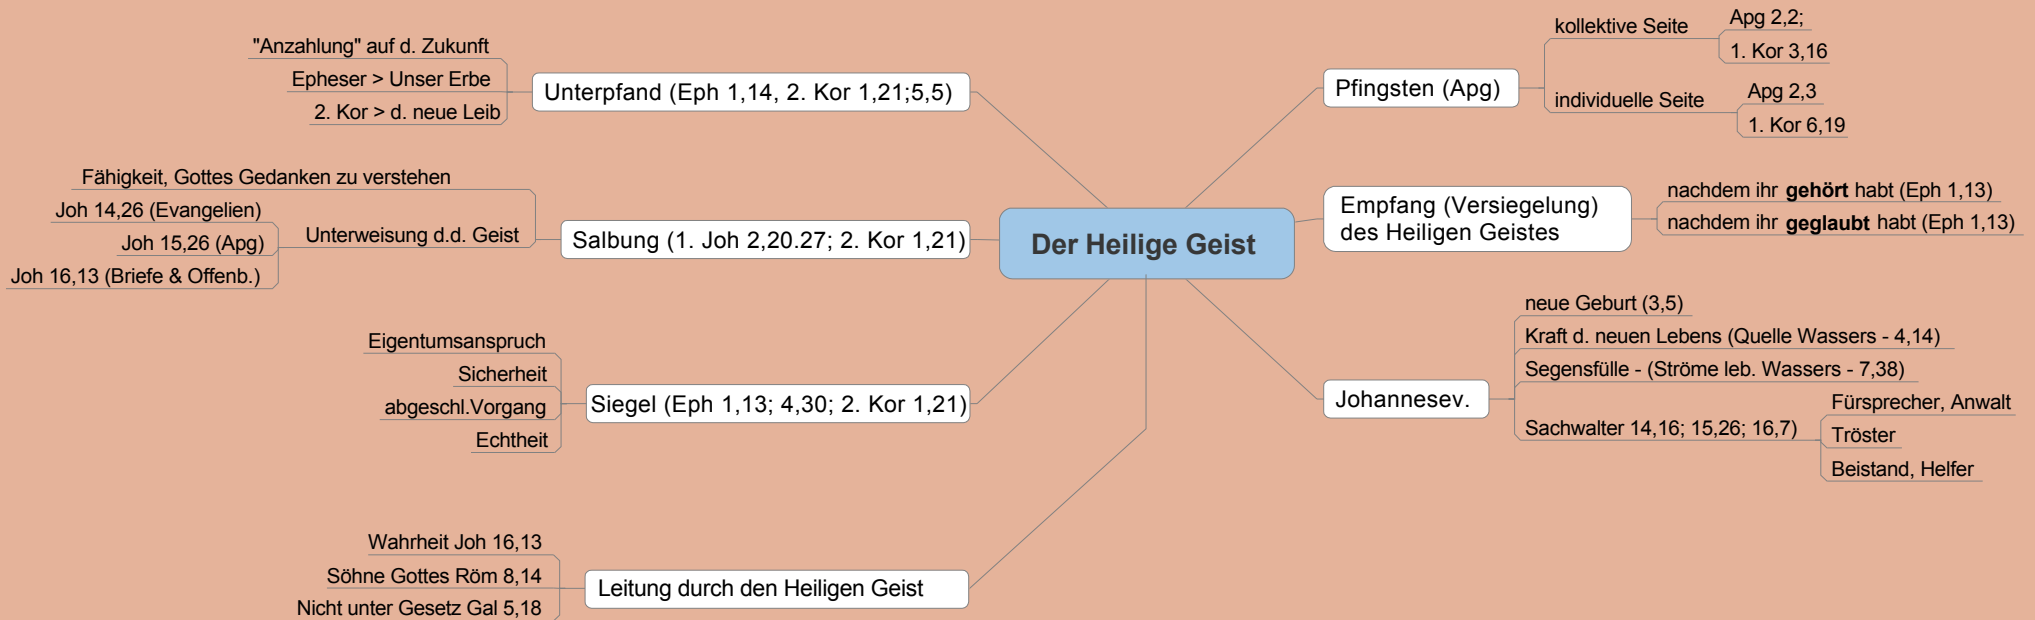 Der Heilige Geist
Pfingsten (Apg)
kollektive Seite
Apg 2,2;
1. Kor 3,16
individuelle Seite
Apg 2,3
1. Kor 6,19
Empfang (Versiegelung)
des Heiligen Geistes
nachdem ihr gehört habt (Eph 1,13)
nachdem ihr geglaubt habt (Eph 1,13)
Johannesev.
neue Geburt (3,5)
Kraft d. neuen Lebens (Quelle Wassers - 4,14)
Segensfülle - (Ströme leb. Wassers - 7,38)
Sachwalter 14,16; 15,26; 16,7)
Fürsprecher, Anwalt
Tröster
Beistand, Helfer
Unterpfand (Eph 1,14, 2. Kor 1,21;5,5)
"Anzahlung" auf d. Zukunft
Epheser > Unser Erbe
2. Kor > d. neue Leib
Salbung (1. Joh 2,20.27; 2. Kor 1,21)
Fähigkeit, Gottes Gedanken zu verstehen
Unterweisung d.d. Geist
Joh 14,26 (Evangelien)
Joh 15,26 (Apg)
Joh 16,13 (Briefe & Offenb.)
Siegel (Eph 1,13; 4,30; 2. Kor 1,21)
Eigentumsanspruch
Sicherheit
abgeschl.Vorgang
Echtheit
Leitung durch den Heiligen Geist
Wahrheit Joh 16,13
Söhne Gottes Röm 8,14
Nicht unter Gesetz Gal 5,18